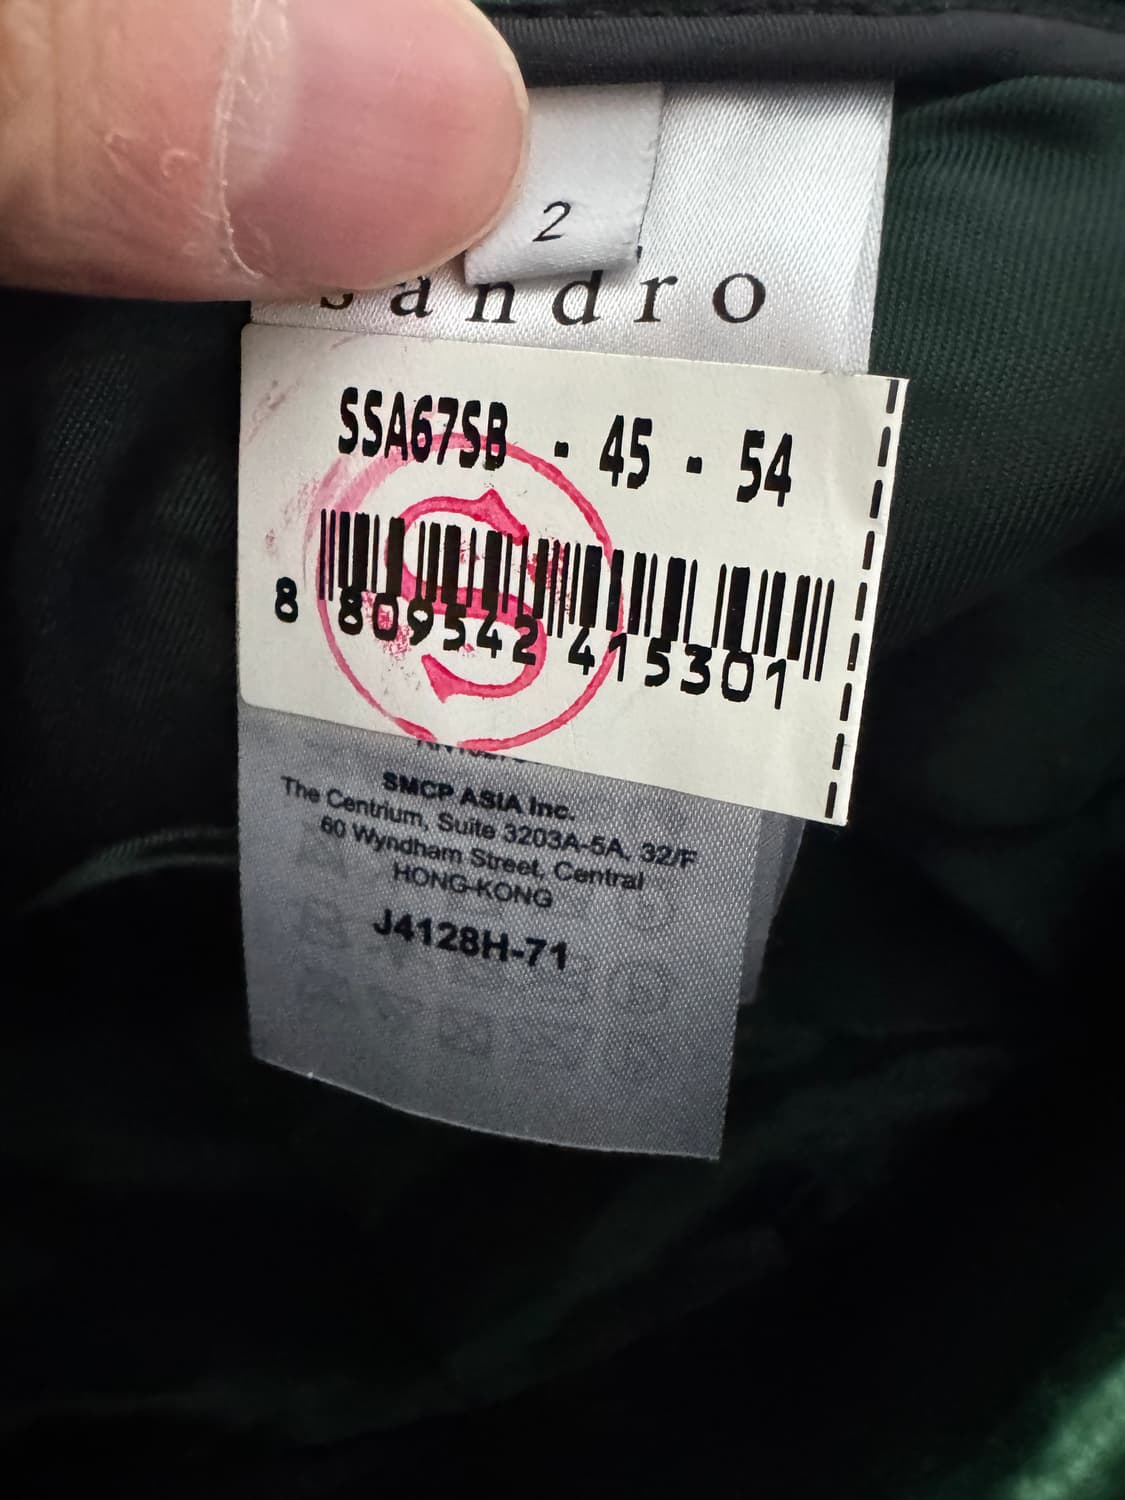 2
sandro
SSA67SB - 45 - 54
S
8 809542 415301
SMCP ASIA Inc.
The Centrium, Suite 3203A-5A, 32/F
60 Wyndham Street, Central
HONG-KONG
J4128H-71